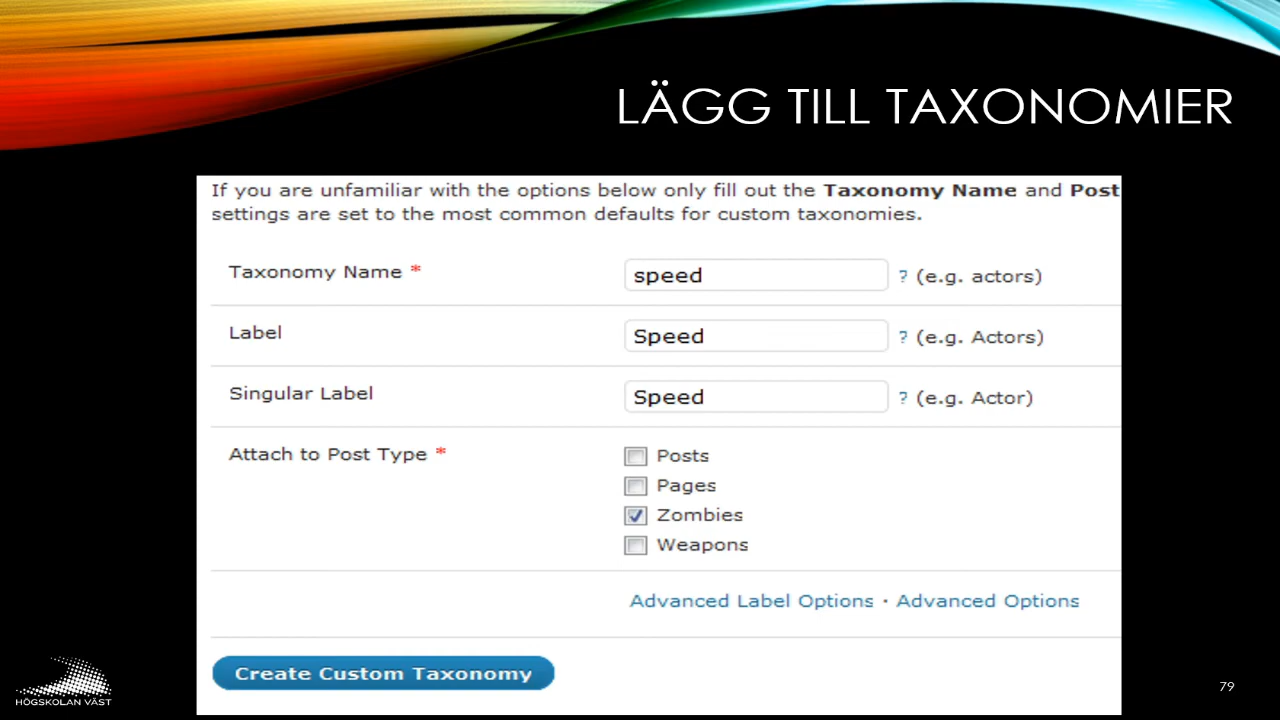 LÄGG TILL TAXONOMIER
If you are unfamiliar with the options below only fill out the Taxonomy Name and Post
settings are set to the most common defaults for custom taxonomies.
Taxonomy Name * speed ? (e.g. actors)
Label Speed ? (e.g. Actors)
Singular Label Speed ? (e.g. Actor)
Attach to Post Type * Posts
Pages
Zombies
Weapons
Advanced Label Options · Advanced Options
Create Custom Taxonomy
HÖGSKOLAN VÄST
79